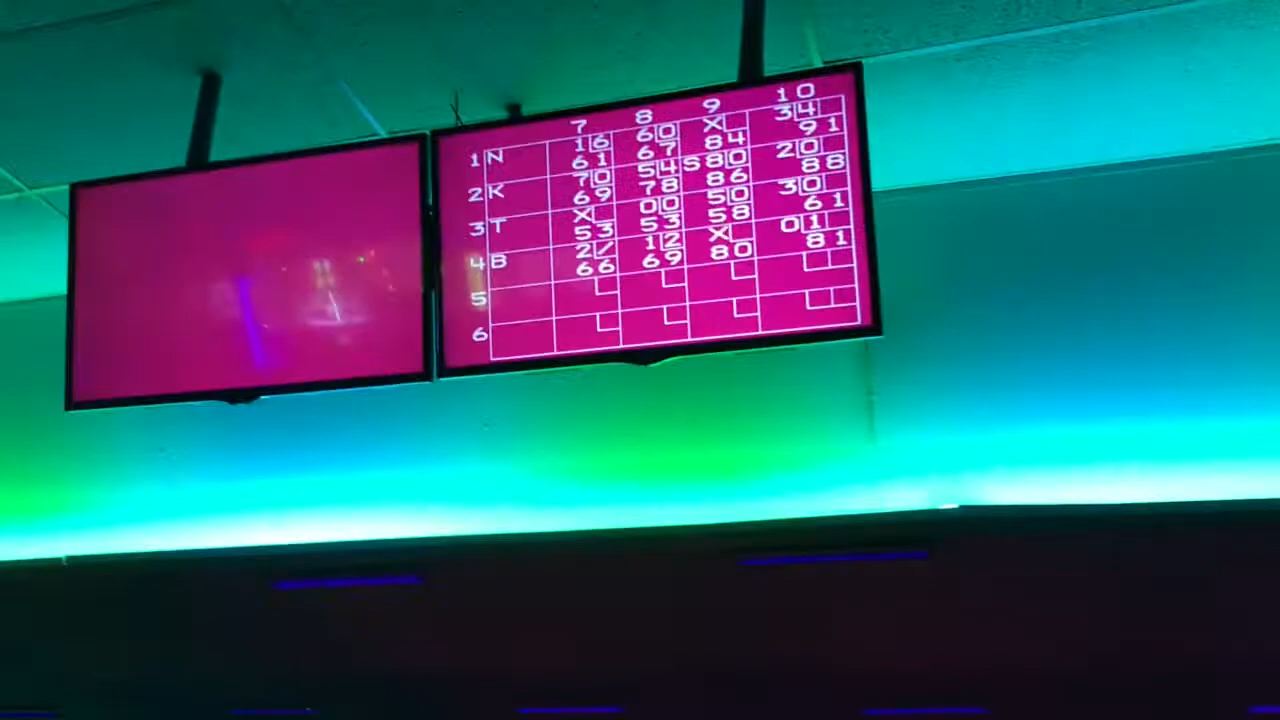 7 8 9 10
1 N 1 6 6 0 X 3 4
61 67 84 91
2 K 7 0 5 4 S8 0 2 0
69 78 86 88
3 T X 0 0 5 0 3 0
53 53 58 61
4 B 2 / 1 2 X 0 1
66 69 80 81
5
6